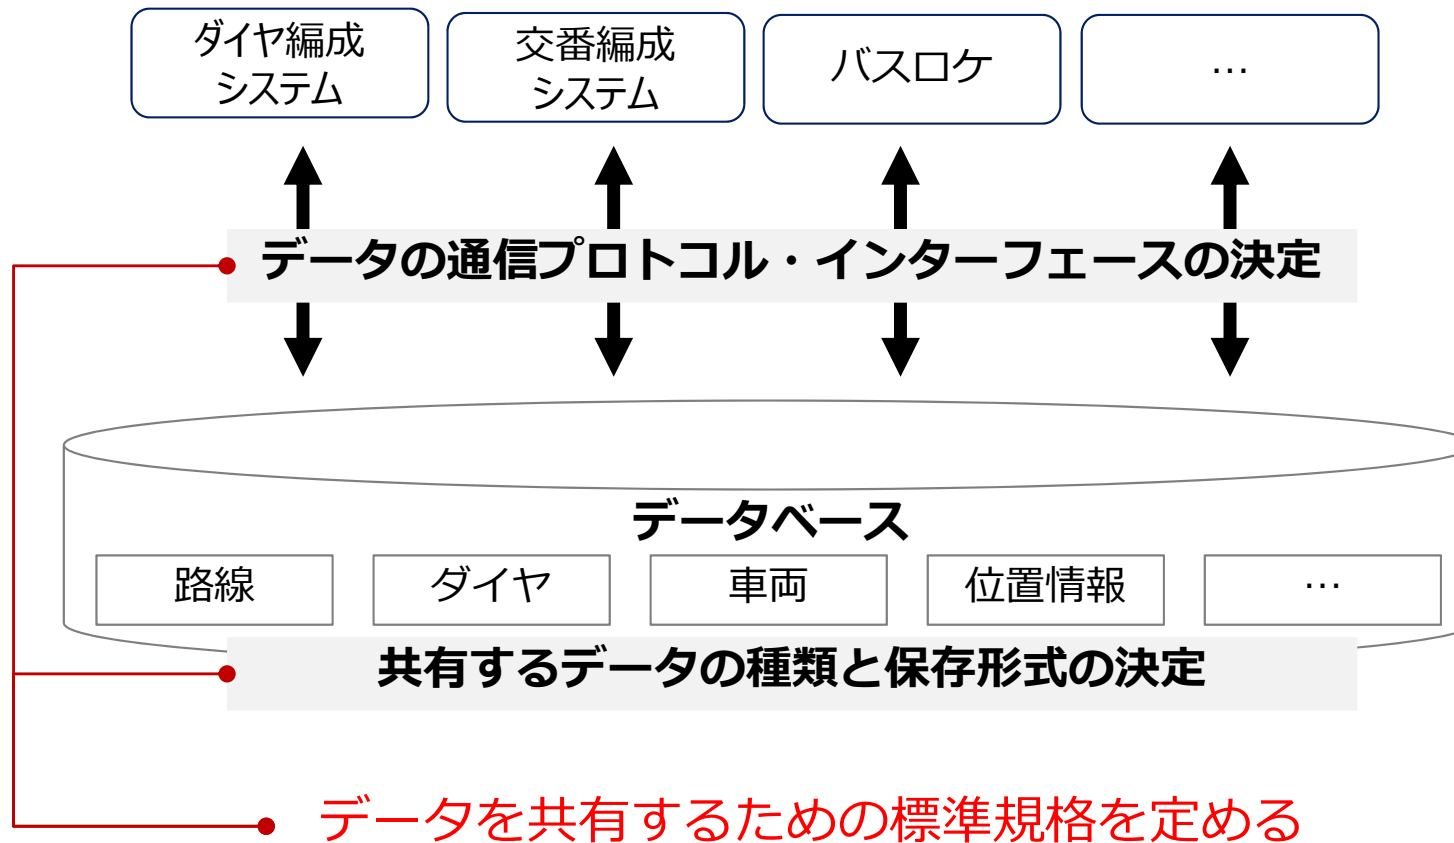 ダイヤ編成
システム
交番編成
システム
バスロケ
…
データの通信プロトコル・インターフェースの決定
データベース
路線
ダイヤ
車両
位置情報
…
共有するデータの種類と保存形式の決定
データを共有するための標準規格を定める